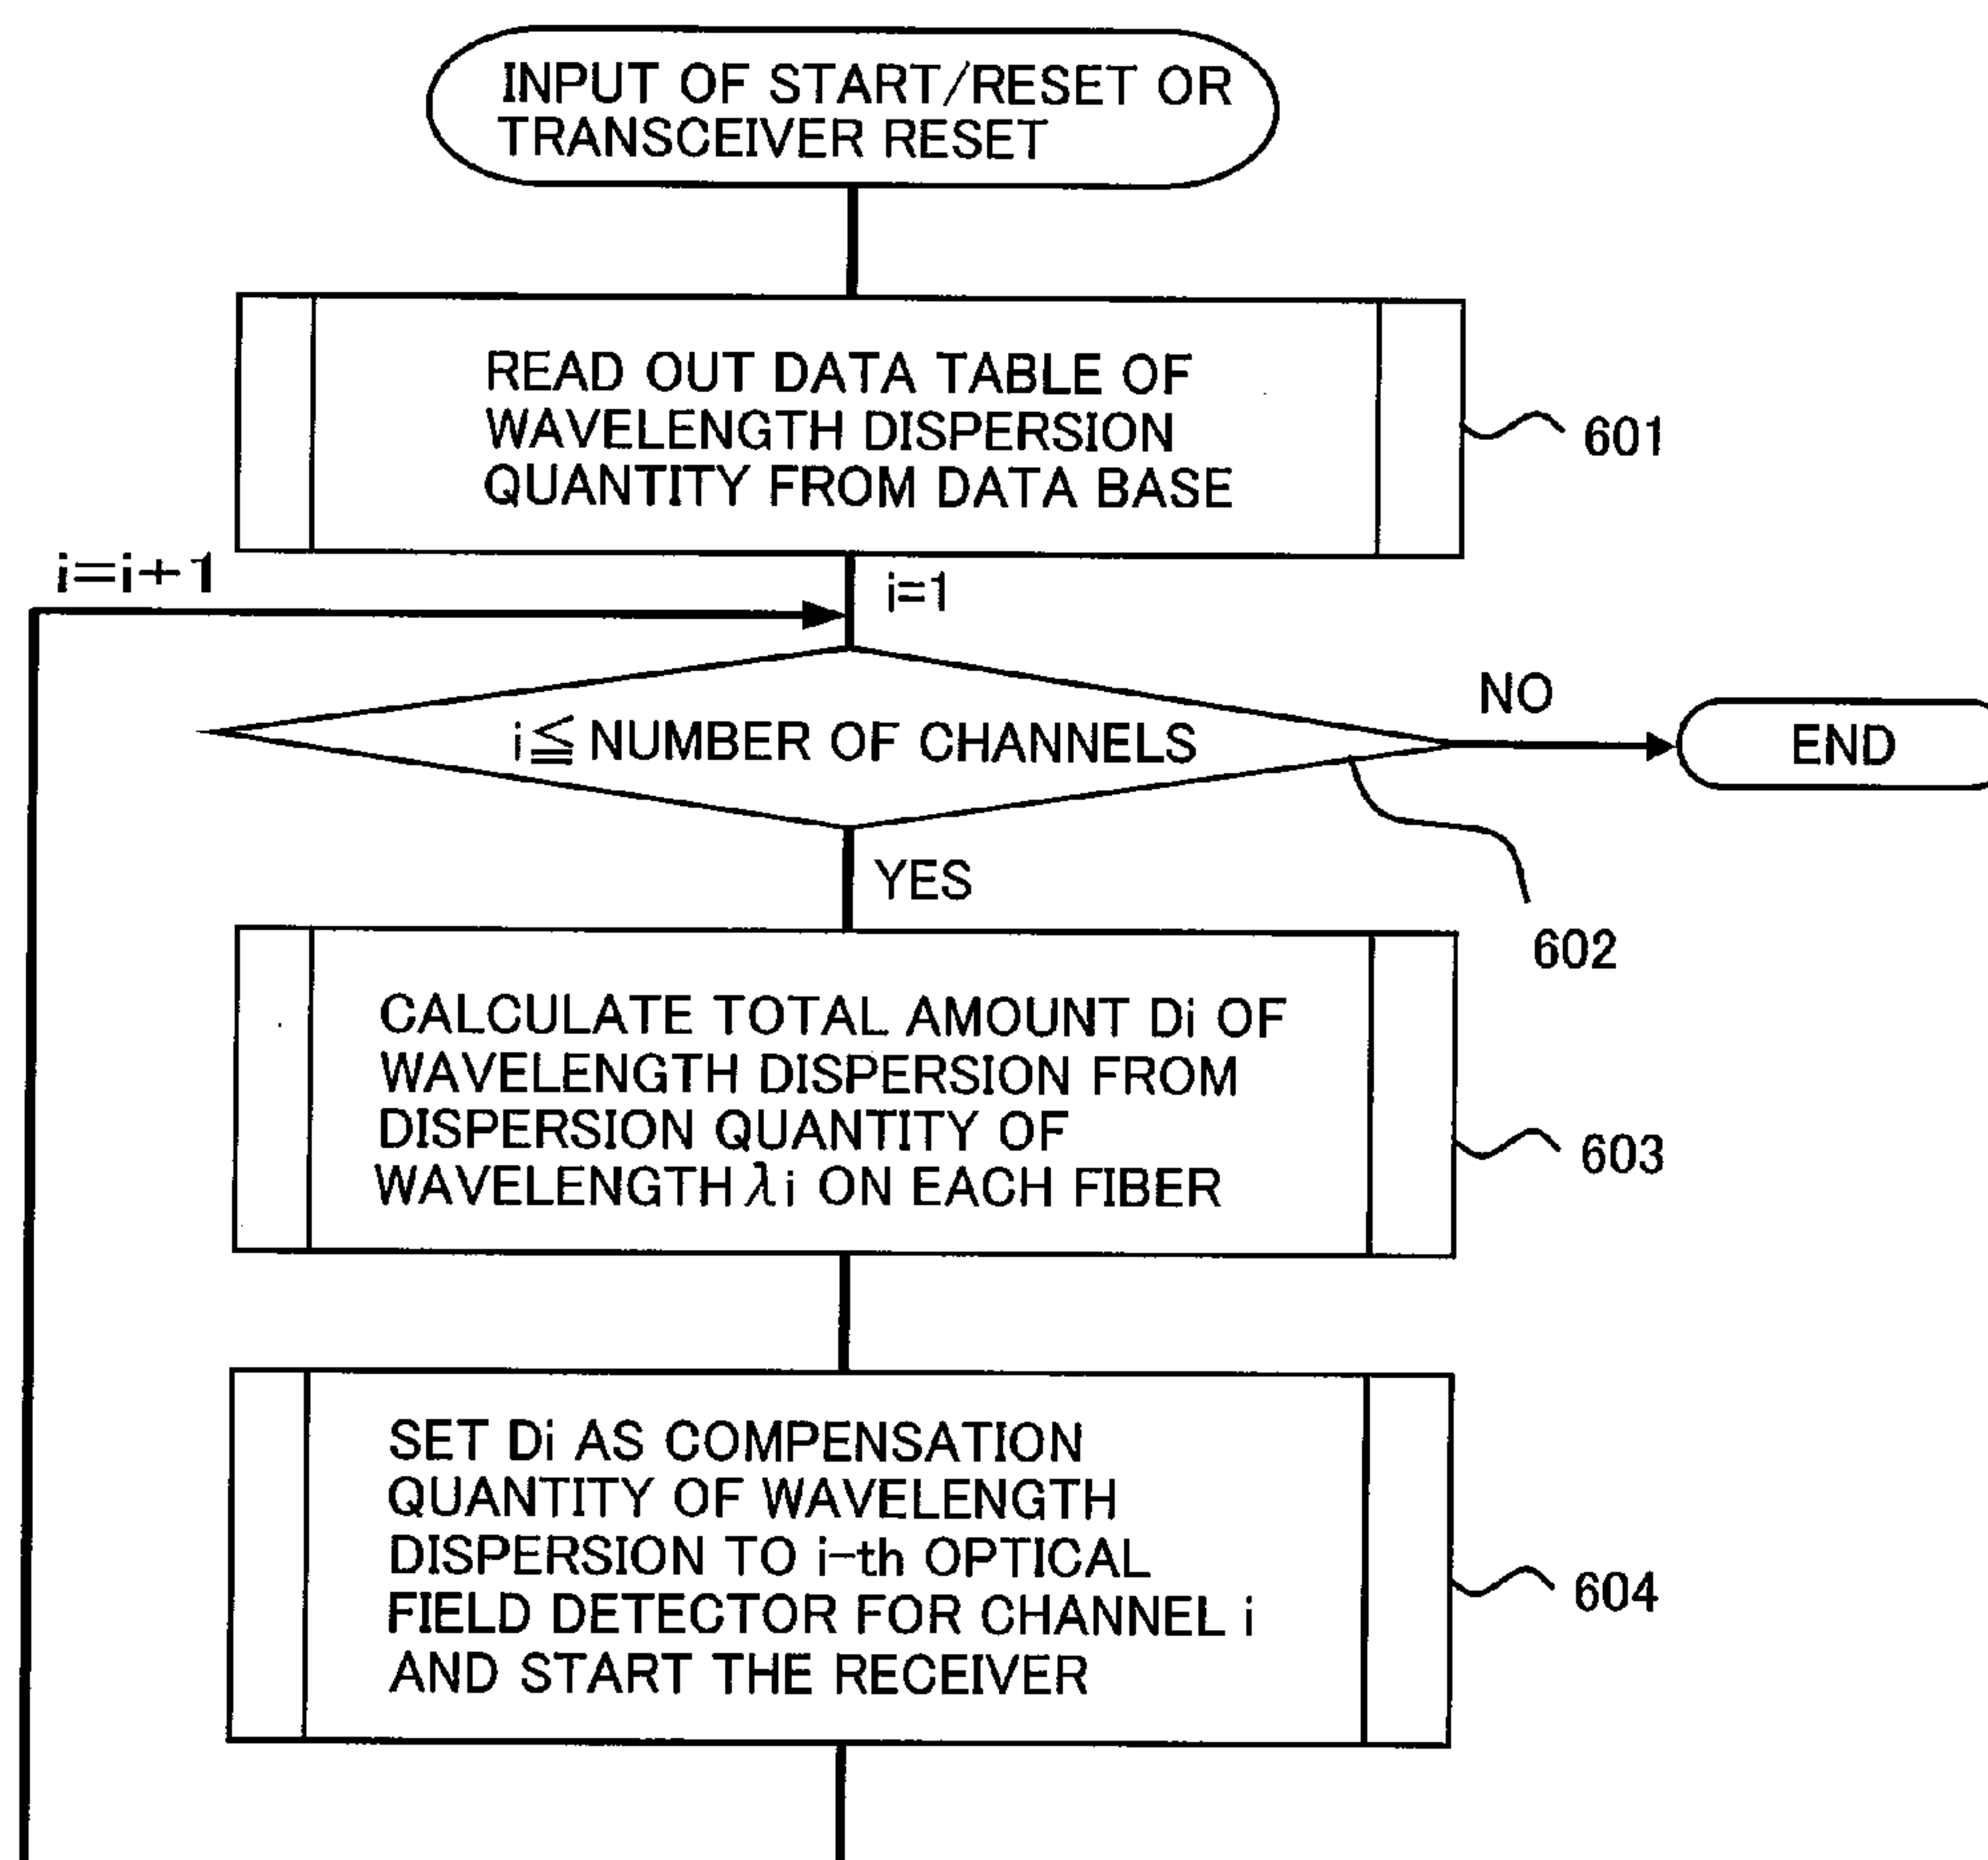 INPUT OF START/RESET OR
TRANSCEIVER RESET
READ OUT DATA TABLE OF
WAVELENGTH DISPERSION
QUANTITY FROM DATA BASE
601
i=i+1
i=1
i≦NUMBER OF CHANNELS
NO
END
YES
602
CALCULATE TOTAL AMOUNT Di OF
WAVELENGTH DISPERSION FROM
DISPERSION QUANTITY OF
WAVELENGTH λi ON EACH FIBER
603
SET Di AS COMPENSATION
QUANTITY OF WAVELENGTH
DISPERSION TO i-th OPTICAL
FIELD DETECTOR FOR CHANNEL i
AND START THE RECEIVER
604